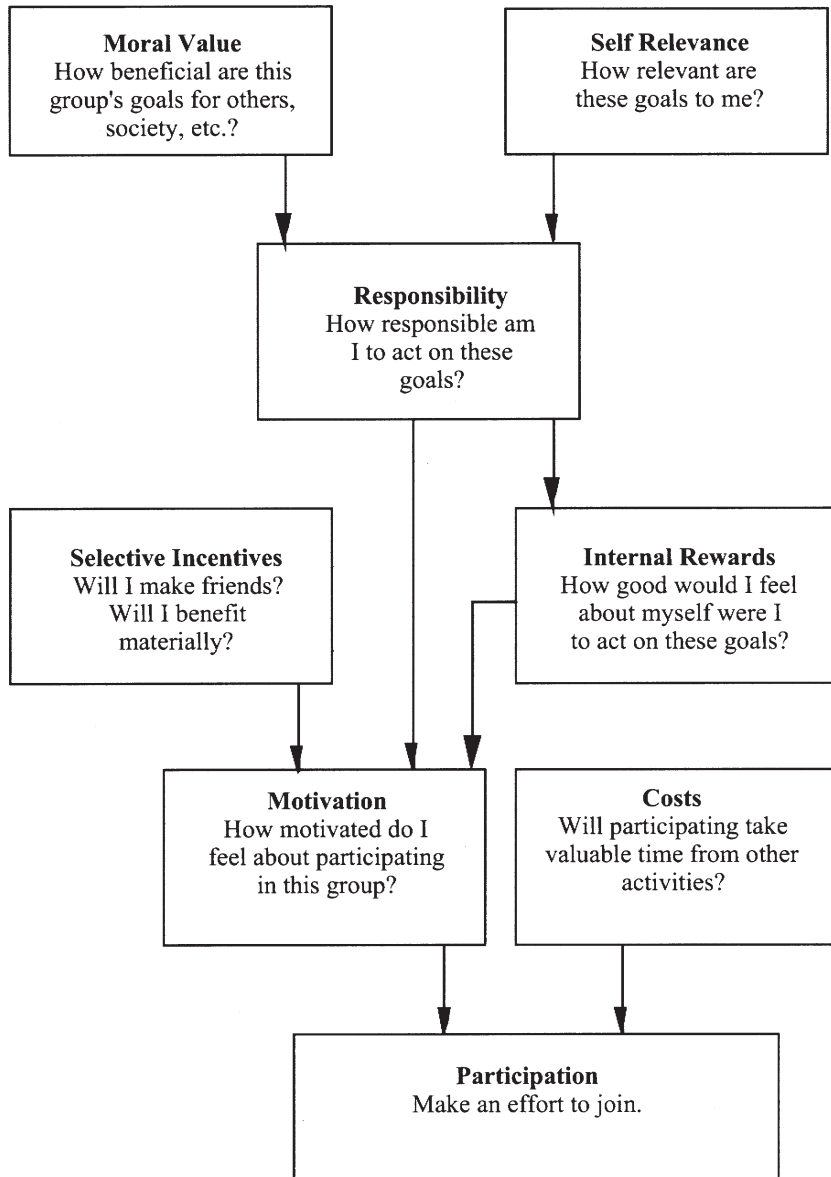 Moral Value
How beneficial are this
group's goals for others,
society, etc.?
Self Relevance
How relevant are
these goals to me?
Responsibility
How responsible am
I to act on these
goals?
Selective Incentives
Will I make friends?
Will I benefit
materially?
Internal Rewards
How good would I feel
about myself were I
to act on these goals?
Motivation
How motivated do I
feel about participating
in this group?
Costs
Will participating take
valuable time from other
activities?
Participation
Make an effort to join.